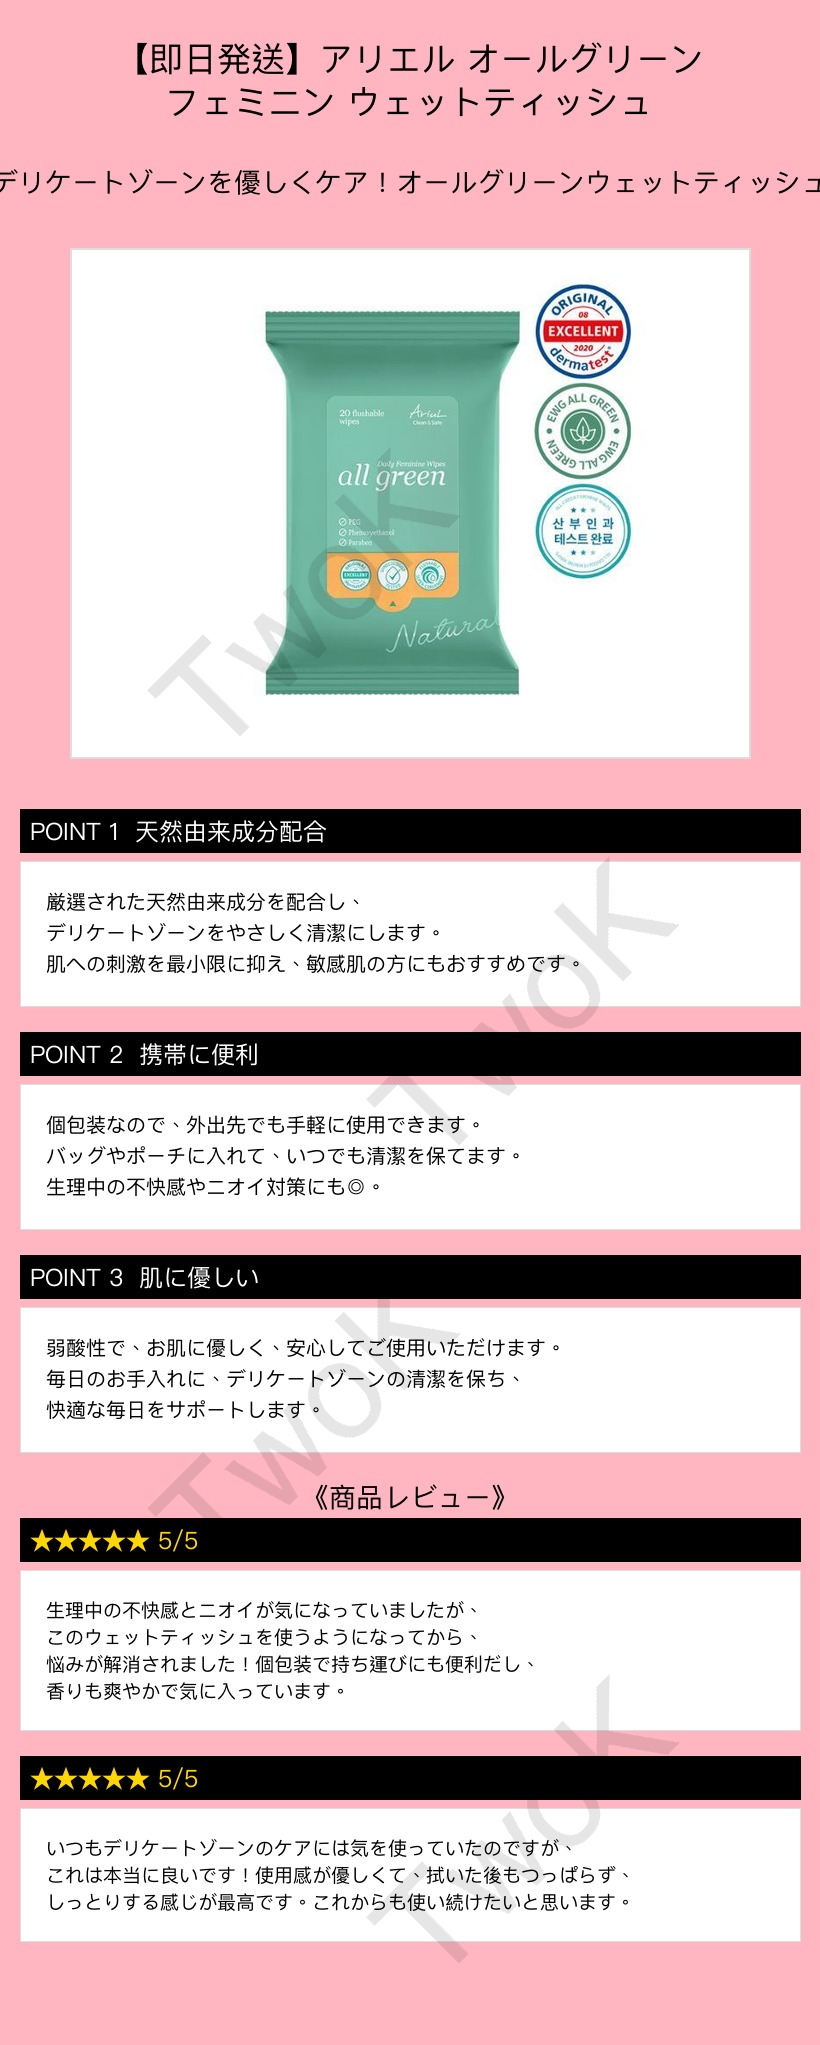 【即日発送】アリエル オールグリーン
フェミニン ウェットティッシュ
デリケートゾーンを優しくケア！オールグリーンウェットティッシュ
20 flushable
wipes
Ariul
Clean & Safe
Daily Feminine Wipes
all green
PEG
Phenoxyethanol
Paraben
EXCELLENT
Natural
ORIGINAL
08
EXCELLENT
2020
dermatest
EWG ALL GREEN
EWG ALL GREEN
산부인과
테스트 완료
TwoK
POINT 1 天然由来成分配合
厳選された天然由来成分を配合し、
デリケートゾーンをやさしく清潔にします。
肌への刺激を最小限に抑え、敏感肌の方にもおすすめです。
TwoK
POINT 2 携帯に便利
個包装なので、外出先でも手軽に使用できます。
バッグやポーチに入れて、いつでも清潔を保てます。
生理中の不快感やニオイ対策にも◎。
POINT 3 肌に優しい
弱酸性で、お肌に優しく、安心してご使用いただけます。
毎日のお手入れに、デリケートゾーンの清潔を保ち、
快適な毎日をサポートします。
TwoK
《商品レビュー》
★★★★★ 5/5
生理中の不快感とニオイが気になっていましたが、
このウェットティッシュを使うようになってから、
悩みが解消されました！個包装で持ち運びにも便利だし、
香りも爽やかで気に入っています。
★★★★★ 5/5
いつもデリケートゾーンのケアには気を使っていたのですが、
これは本当に良いです！使用感が優しくて、拭いた後もつっぱらず、
しっとりする感じが最高です。これからも使い続けたいと思います。
TwoK